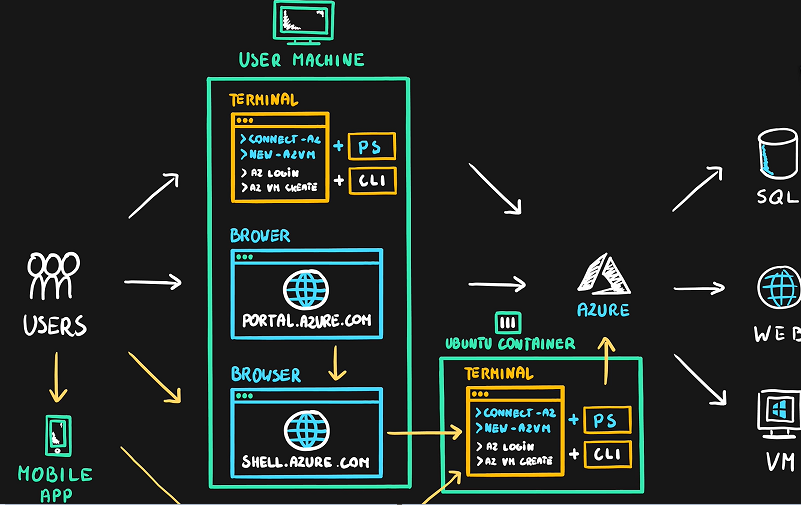 USER MACHINE
TERMINAL
>CONNECT-AZ
>NEW-AZVM
+ PS
>AZ LOGIN
>AZ VM CREATE
+ CLI
BROWER
PORTAL.AZURE.COM
BROWSER
SHELL.AZURE.COM
USERS
MOBILE
APP
UBUNTU CONTAINER
TERMINAL
>CONNECT-AZ
>NEW-AZVM
+ PS
>AZ LOGIN
>AZ VM CREATE
+ CLI
AZURE
SQL
WEB
VM